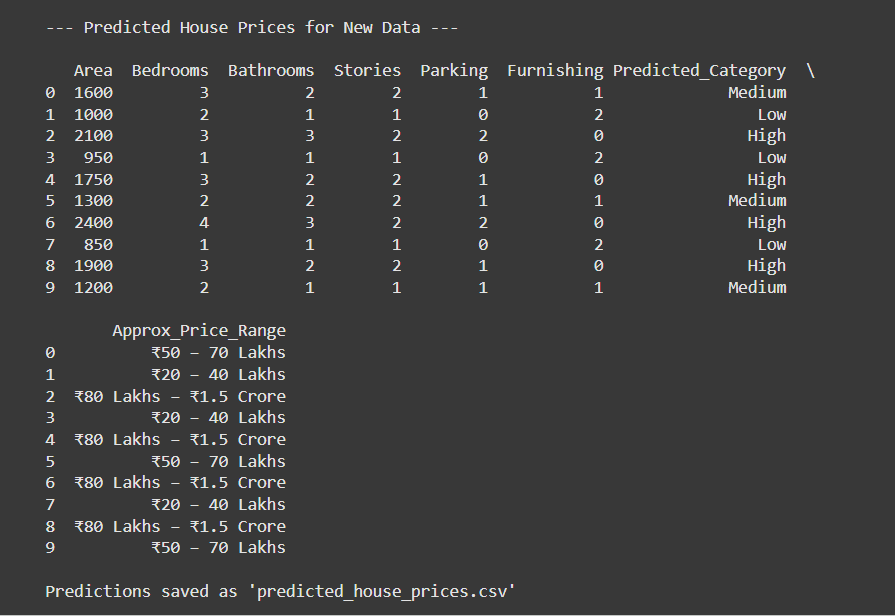 --- Predicted House Prices for New Data ---
   Area  Bedrooms  Bathrooms  Stories  Parking  Furnishing Predicted_Category  \
0  1600         3          2        2        1           1             Medium
1  1000         2          1        1        0           2                Low
2  2100         3          3        2        2           0               High
3   950         1          1        1        0           2                Low
4  1750         3          2        2        1           0               High
5  1300         2          2        2        1           1             Medium
6  2400         4          3        2        2           0               High
7   850         1          1        1        0           2                Low
8  1900         3          2        2        1           0               High
9  1200         2          1        1        1           1             Medium
       Approx_Price_Range
0           ₹50 – 70 Lakhs
1           ₹20 – 40 Lakhs
2  ₹80 Lakhs – ₹1.5 Crore
3           ₹20 – 40 Lakhs
4  ₹80 Lakhs – ₹1.5 Crore
5           ₹50 – 70 Lakhs
6  ₹80 Lakhs – ₹1.5 Crore
7           ₹20 – 40 Lakhs
8  ₹80 Lakhs – ₹1.5 Crore
9           ₹50 – 70 Lakhs
Predictions saved as 'predicted_house_prices.csv'